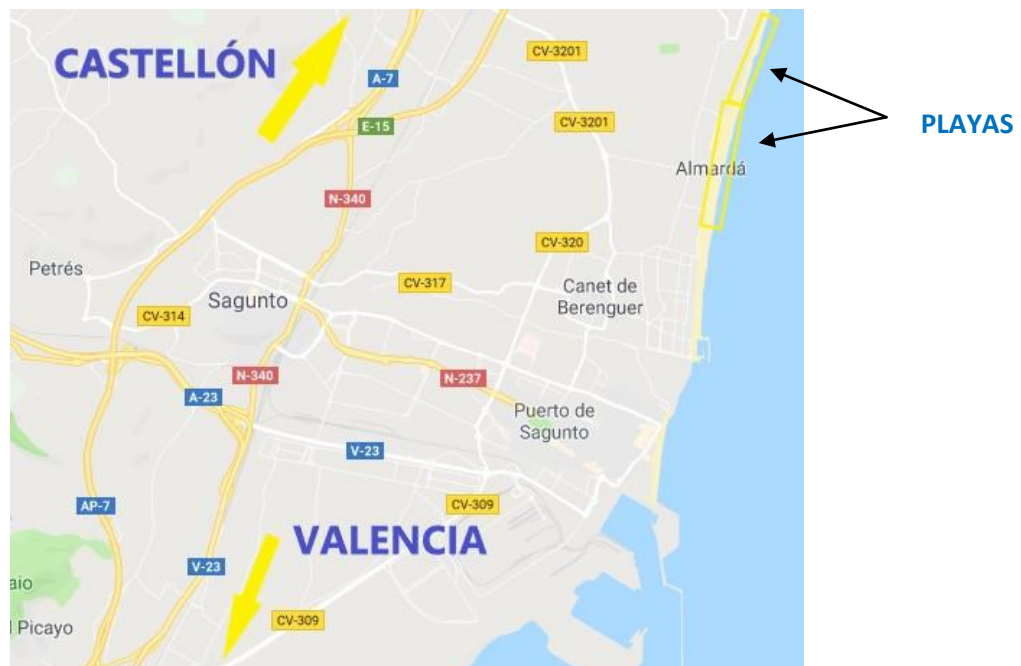 CASTELLÓN
CV-3201
A-7
E-15
CV-3201
PLAYAS
Almardá
N-340
CV-320
Petrés
CV-317
Canet de
Berenguer
Sagunto
CV-314
N-340
N-237
A-23
Puerto de
Sagunto
V-23
AP-7
CV-309
VALENCIA
V-23
aio
l Picayo
CV-309